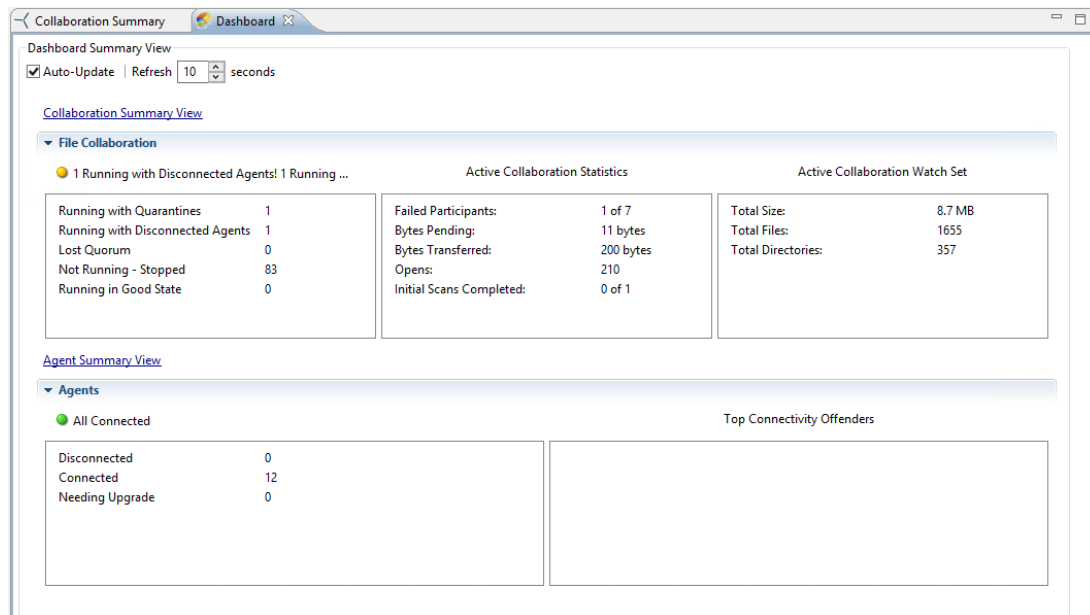 Collaboration Summary Dashboard
Dashboard Summary View
Auto-Update | Refresh 10 seconds
Collaboration Summary View
File Collaboration
1 Running with Disconnected Agents! 1 Running ...
Running with Quarantines 1
Running with Disconnected Agents 1
Lost Quorum 0
Not Running - Stopped 83
Running in Good State 0
Active Collaboration Statistics
Failed Participants: 1 of 7
Bytes Pending: 11 bytes
Bytes Transferred: 200 bytes
Opens: 210
Initial Scans Completed: 0 of 1
Active Collaboration Watch Set
Total Size: 8.7 MB
Total Files: 1655
Total Directories: 357
Agent Summary View
Agents
All Connected
Disconnected 0
Connected 12
Needing Upgrade 0
Top Connectivity Offenders